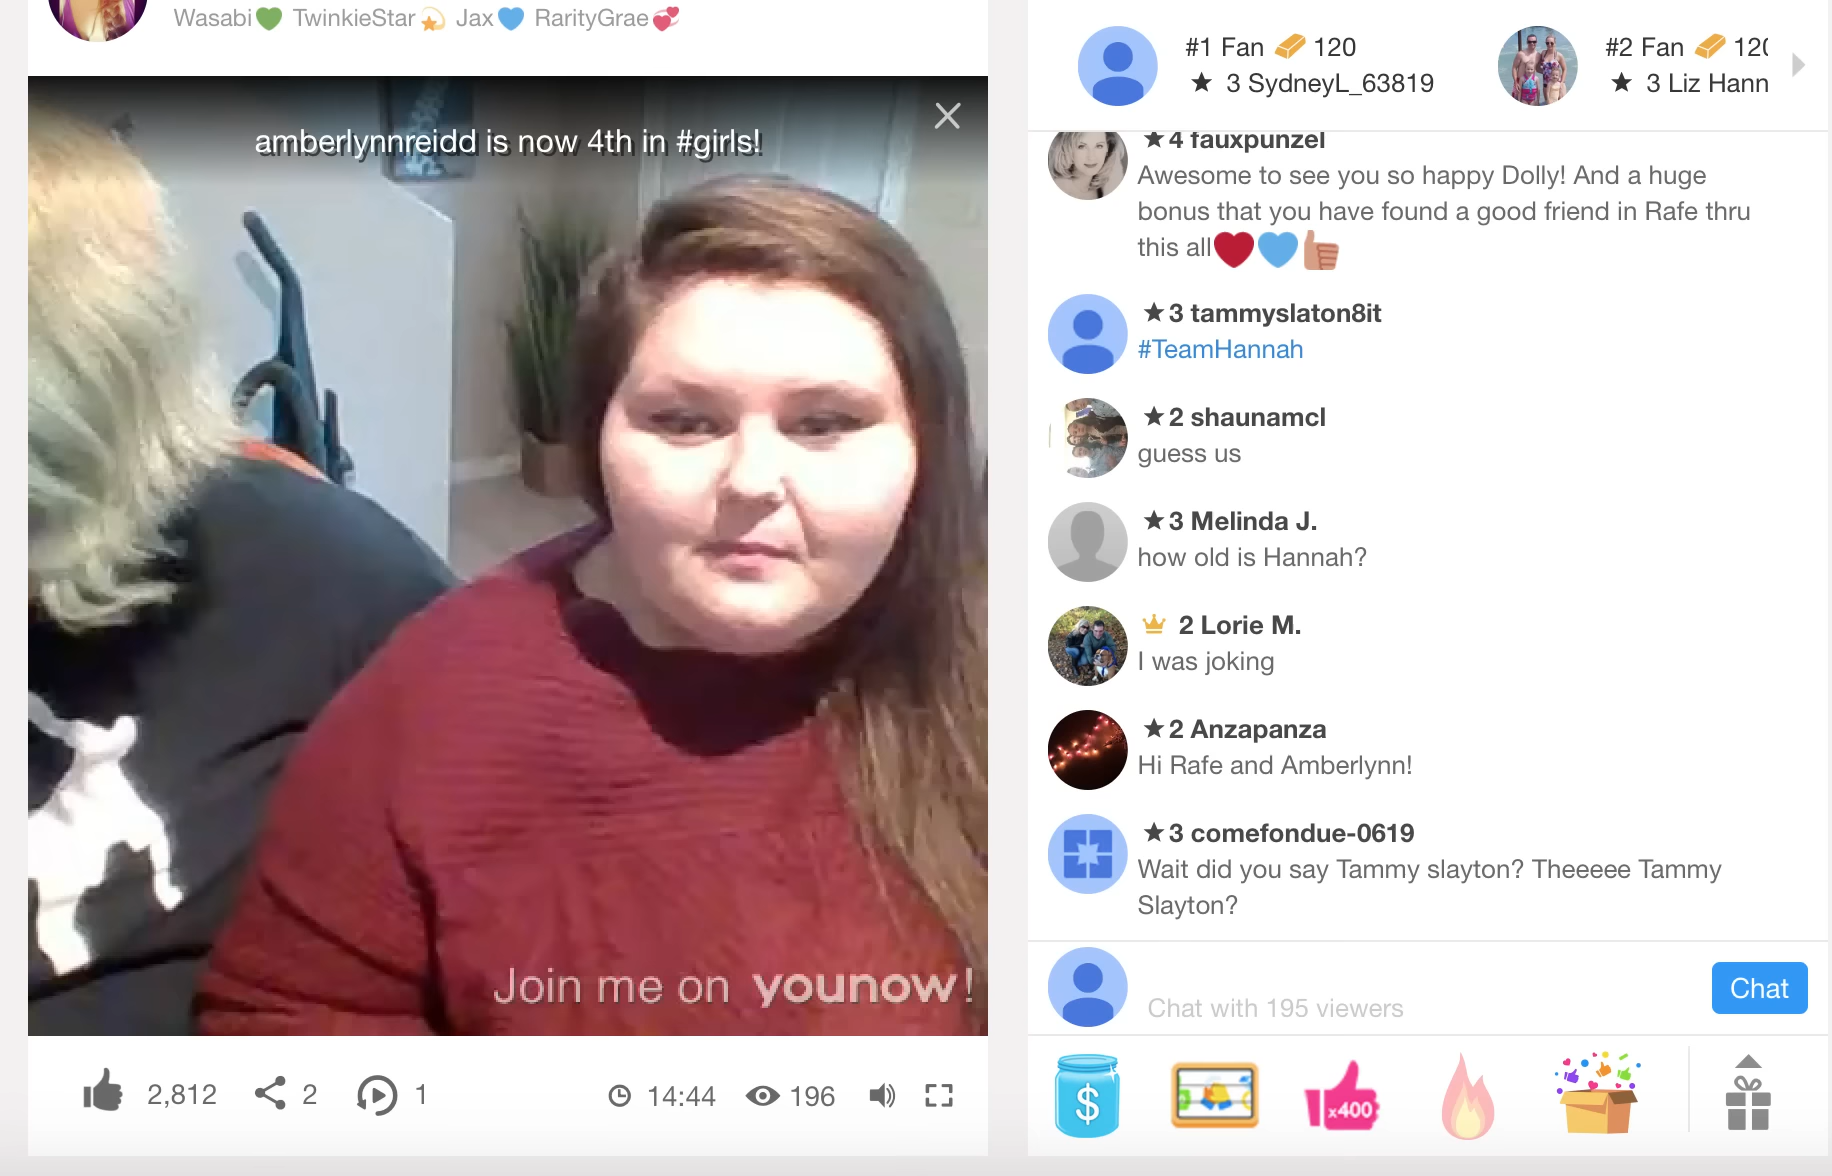 Wasabi💚 TwinkieStar💫 Jax💙 RarityGrae💞
amberlynnreidd is now 4th in #girls!
Join me on younow!
2,812
2
1
14:44
196
#1 Fan 120
★ 3 SydneyL_63819
#2 Fan 120
★ 3 Liz Hann
★4 fauxpunzel
Awesome to see you so happy Dolly! And a huge
bonus that you have found a good friend in Rafe thru
this all❤️💙👍🏽
★3 tammyslaton8it
#TeamHannah
★2 shaunamcl
guess us
★3 Melinda J.
how old is Hannah?
2 Lorie M.
I was joking
★2 Anzapanza
Hi Rafe and Amberlynn!
★3 comefondue-0619
Wait did you say Tammy slayton? Theeeee Tammy
Slayton?
Chat with 195 viewers
Chat
$
x400